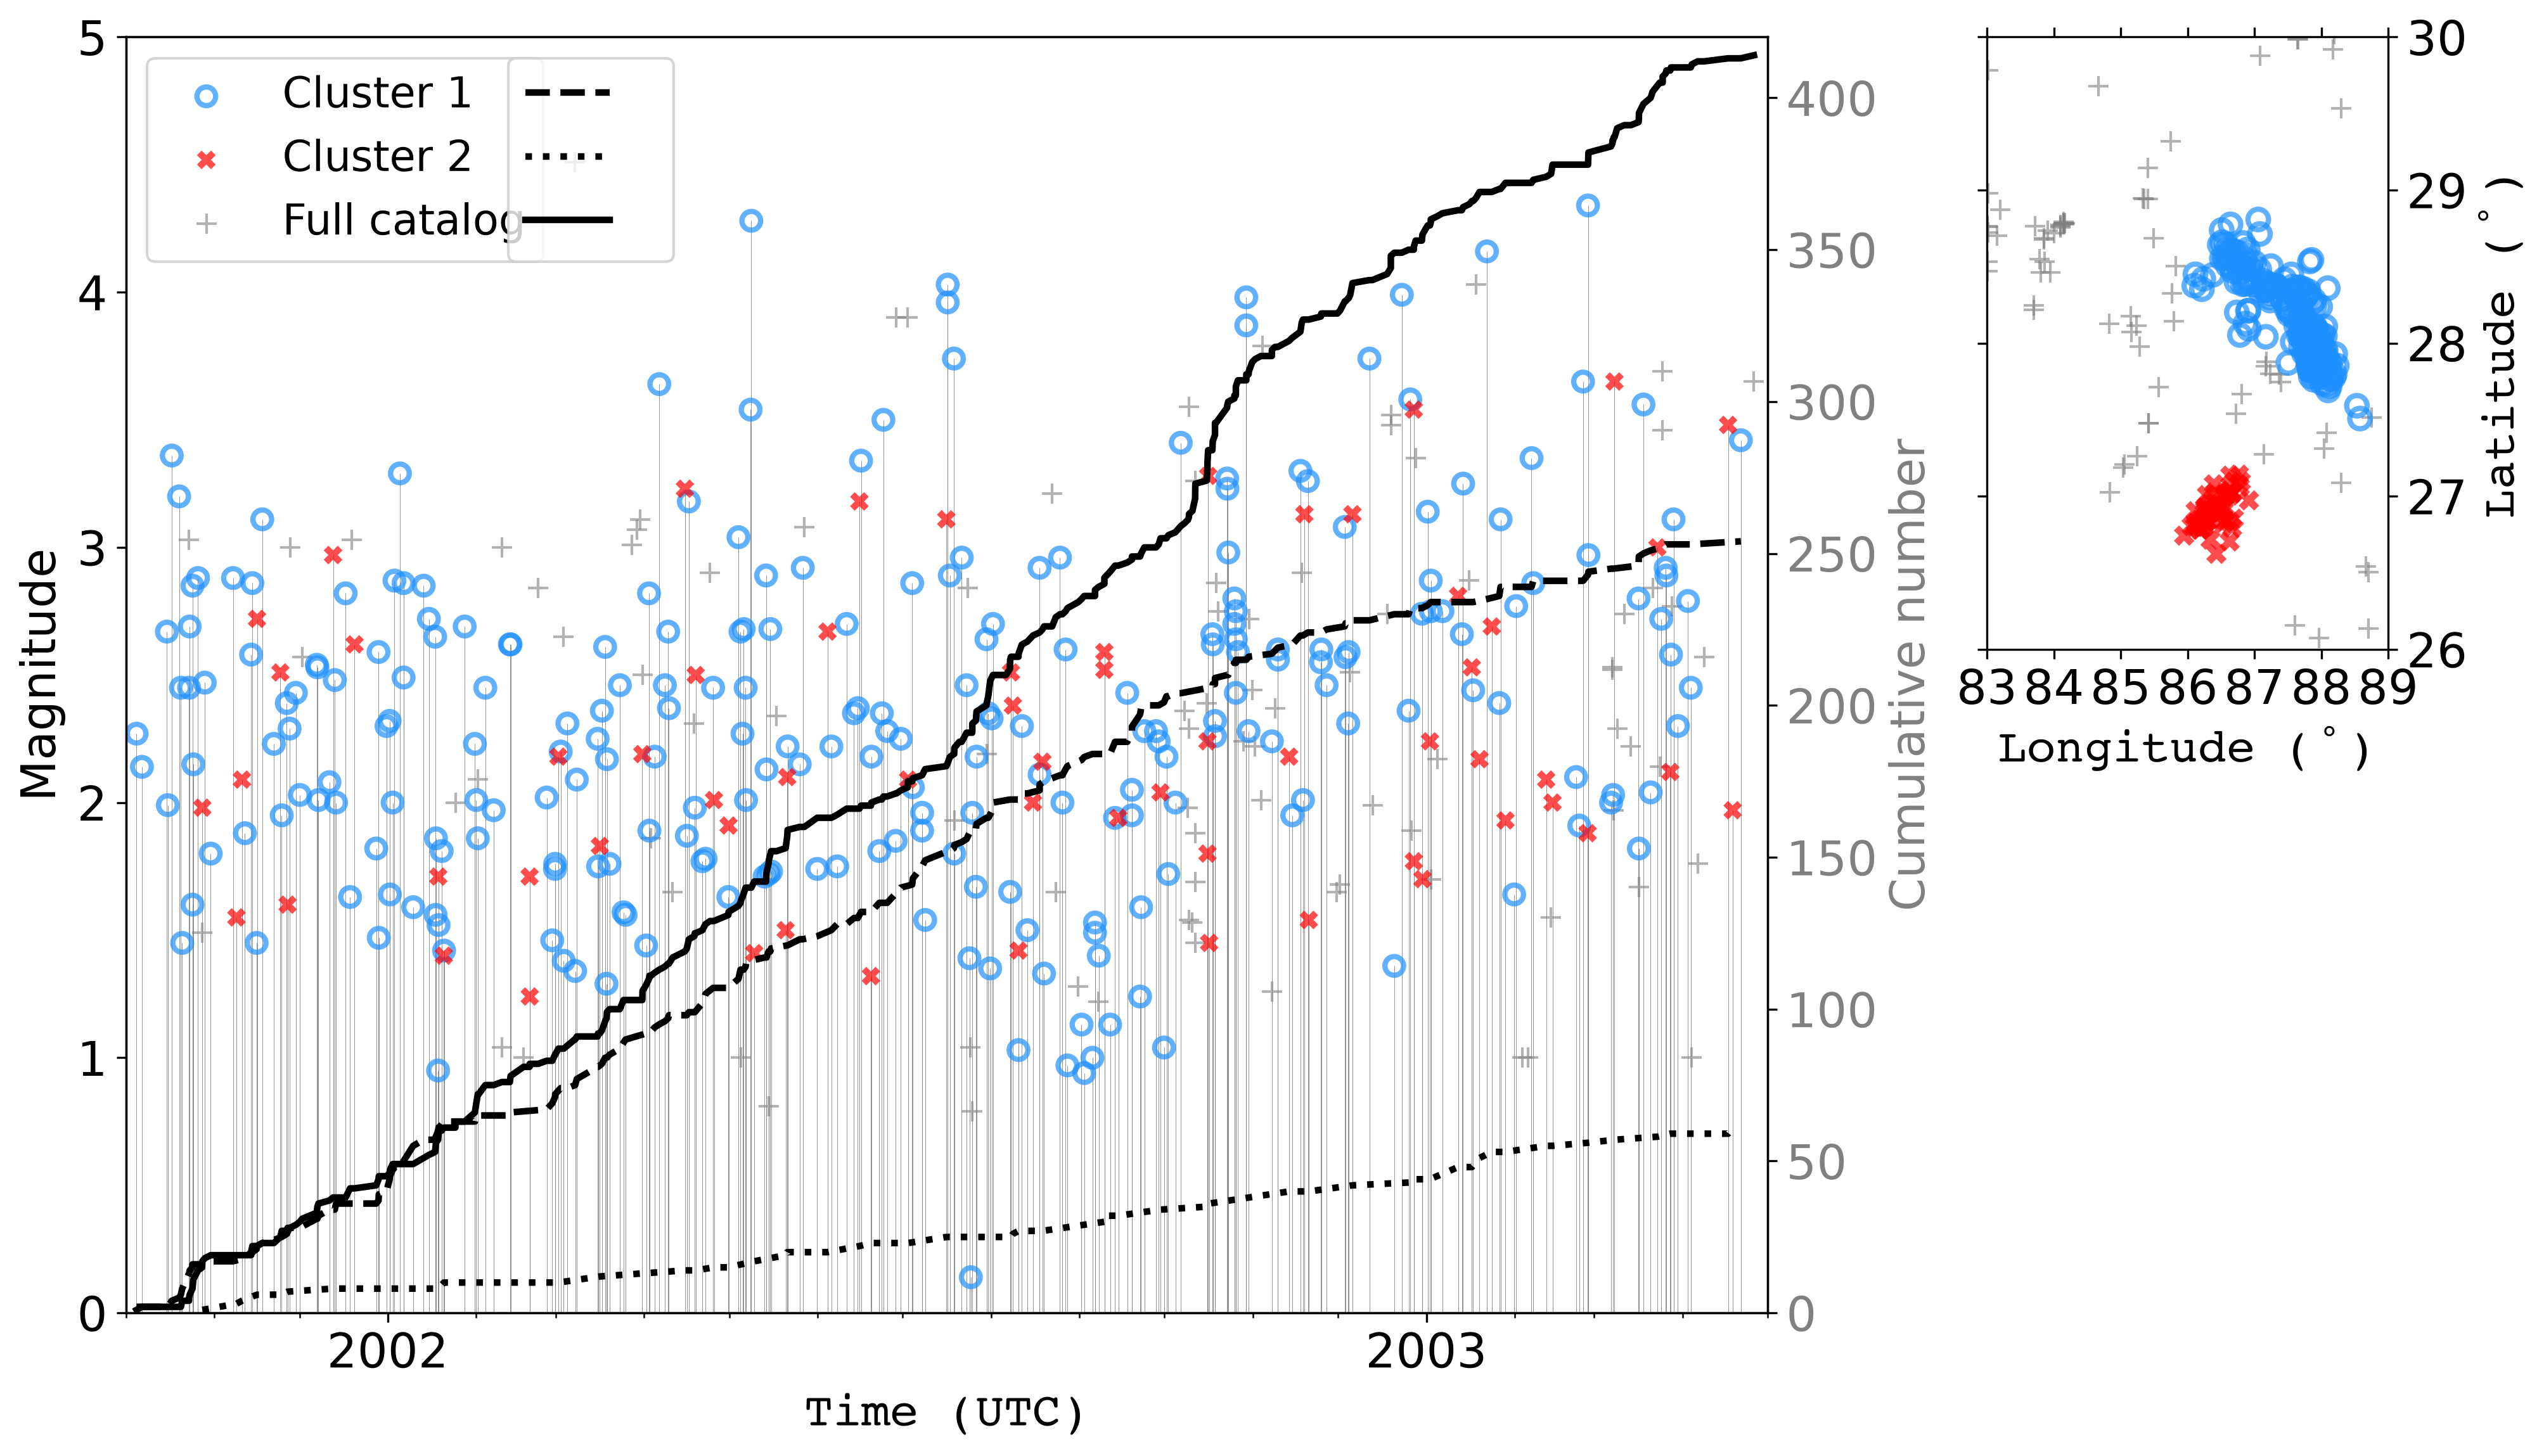 5
4
3
2
1
0
Magnitude
Cluster 1
Cluster 2
Full catalog
400
350
300
250
200
150
100
50
0
Cumulative number
2002 2003
Time (UTC)
30
29
28
27
26
Latitude (°)
83 84 85 86 87 88 89
Longitude (°)